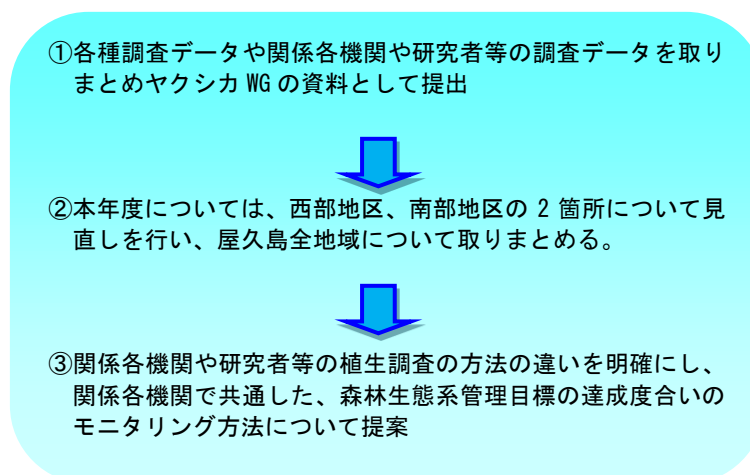 ①各種調査データや関係各機関や研究者等の調査データを取り
まとめヤクシカ WG の資料として提出
②本年度については、西部地区、南部地区の 2 箇所について見
直しを行い、屋久島全地域について取りまとめる。
③関係各機関や研究者等の植生調査の方法の違いを明確にし、
関係各機関で共通した、森林生態系管理目標の達成度合いの
モニタリング方法について提案